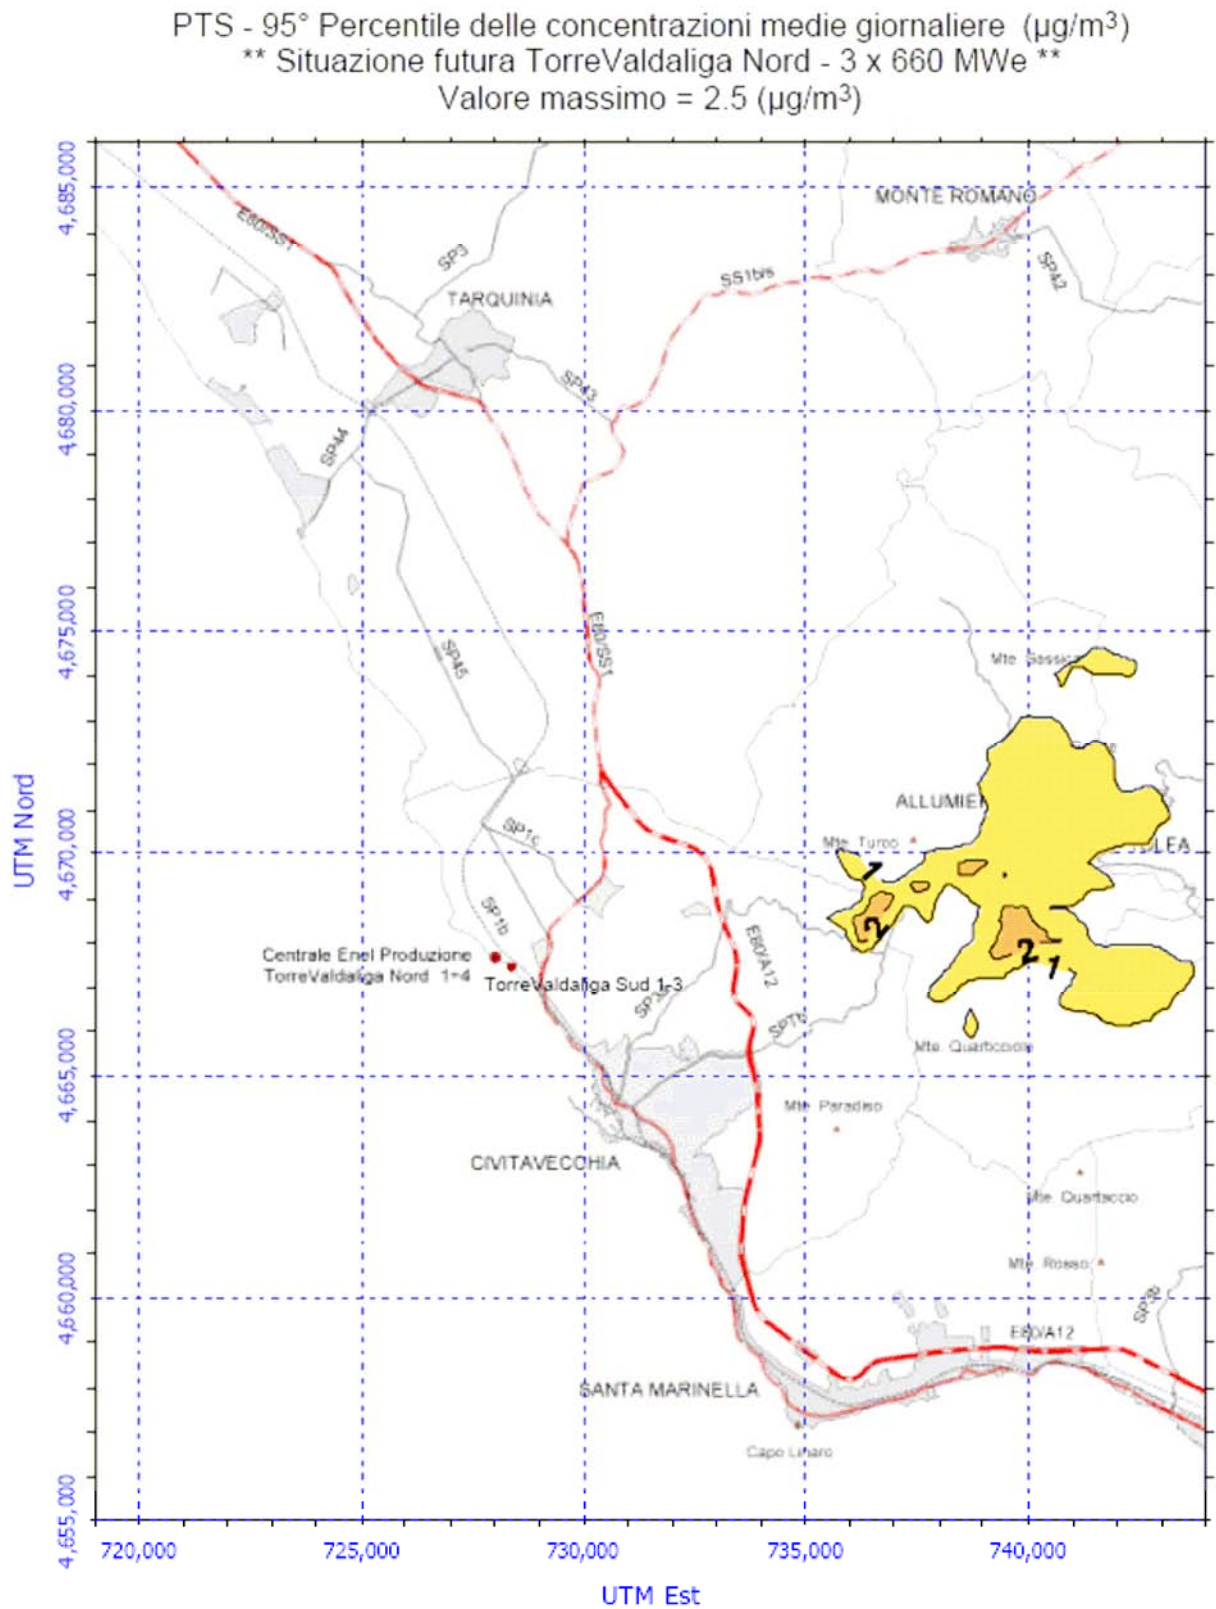 PTS - 95° Percentile delle concentrazioni medie giornaliere (µg/m³)
** Situazione futura TorreValdaliga Nord - 3 x 660 MWe **
Valore massimo = 2.5 (µg/m³)
4,685,000
MONTE ROMANO
E80/SS1
SP3
SS1bis
SP42
TARQUINIA
SP43
4,680,000
SP44
4,675,000
E80/SS1
SP45
Mte. Sassic
ALLUMIER
UTM Nord
4,670,000
SP1c
Mte. Turco
1
OLFA
SP1b
2
E80/A12
2
1
Centrale Enel Produzione
TorreValdaliga Nord 1÷4
TorreValdaliga Sud 1-3
Mte. Quarticciolo
4,665,000
Mte. Paradiso
CIVITAVECCHIA
Mte. Quartaccio
Mte. Rosso
4,660,000
E80/A12
SANTA MARINELLA
Capo Linaro
4,655,000
720,000 725,000 730,000 735,000 740,000
UTM Est